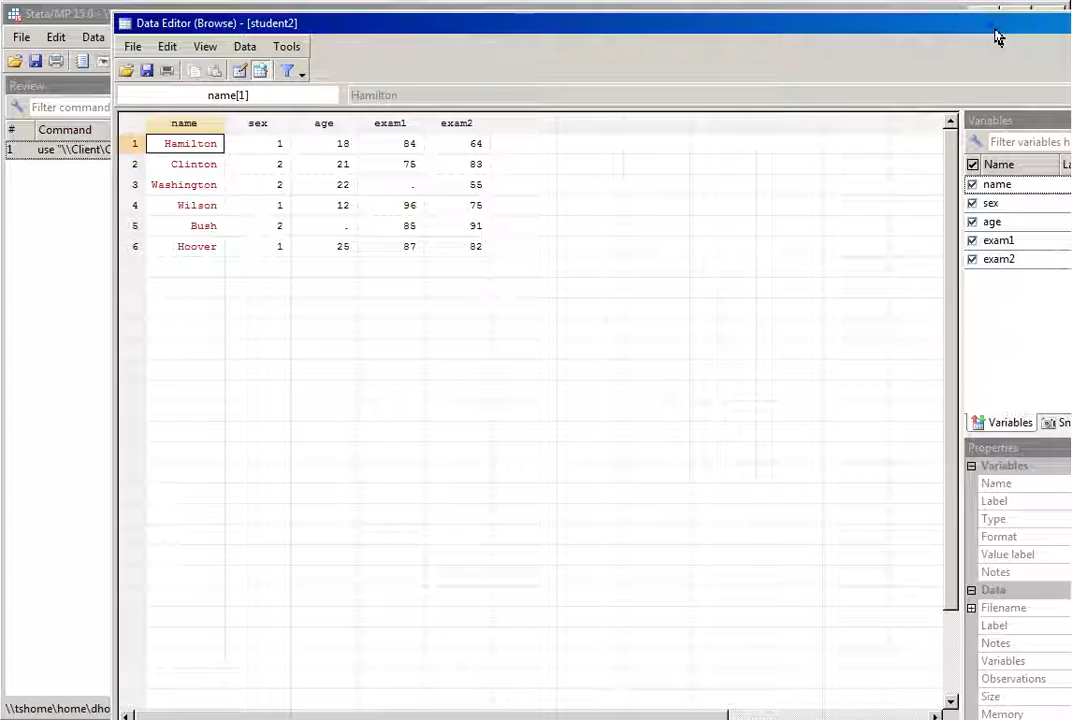 Stata/MP 15.0 -
Data Editor (Browse) - [student2]
File Edit Data
File Edit View Data Tools
Review
name[1] Hamilton
Filter command
# Command
1 use "\\Client\C
name sex age exam1 exam2
1 Hamilton 1 18 84 64
2 Clinton 2 21 75 83
3 Washington 2 22 . 55
4 Wilson 1 12 96 75
5 Bush 2 . 85 91
6 Hoover 1 25 87 82
Variables
Filter variables h
Name La
name
sex
age
exam1
exam2
Variables Sn
Properties
Variables
Name
Label
Type
Format
Value label
Notes
Data
Filename
Label
Notes
Variables
Observations
Size
Memory
\\tshome\home\dho